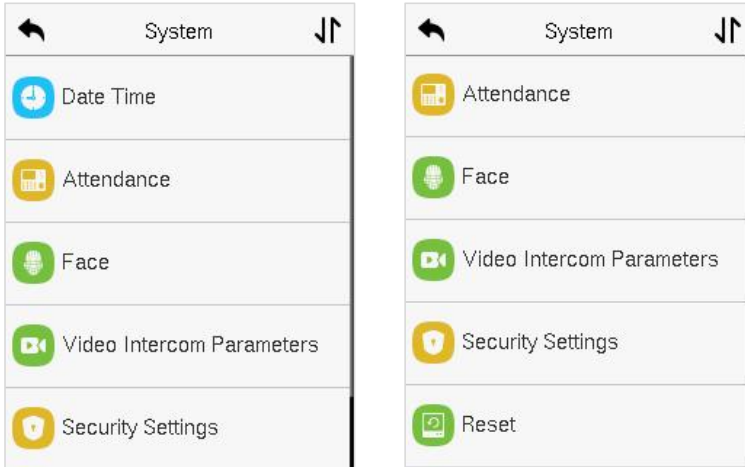 System
Date Time
Attendance
Face
Video Intercom Parameters
Security Settings
System
Attendance
Face
Video Intercom Parameters
Security Settings
Reset